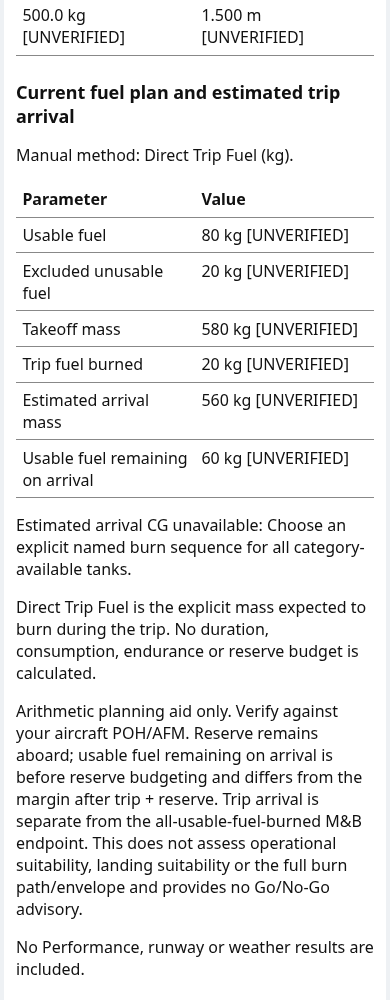 500.0 kg 1.500 m
[UNVERIFIED] [UNVERIFIED]
Current fuel plan and estimated trip
arrival
Manual method: Direct Trip Fuel (kg).
Parameter Value
Usable fuel 80 kg [UNVERIFIED]
Excluded unusable 20 kg [UNVERIFIED]
fuel
Takeoff mass 580 kg [UNVERIFIED]
Trip fuel burned 20 kg [UNVERIFIED]
Estimated arrival 560 kg [UNVERIFIED]
mass
Usable fuel remaining 60 kg [UNVERIFIED]
on arrival
Estimated arrival CG unavailable: Choose an
explicit named burn sequence for all category-
available tanks.
Direct Trip Fuel is the explicit mass expected to
burn during the trip. No duration,
consumption, endurance or reserve budget is
calculated.
Arithmetic planning aid only. Verify against
your aircraft POH/AFM. Reserve remains
aboard; usable fuel remaining on arrival is
before reserve budgeting and differs from the
margin after trip + reserve. Trip arrival is
separate from the all-usable-fuel-burned M&B
endpoint. This does not assess operational
suitability, landing suitability or the full burn
path/envelope and provides no Go/No-Go
advisory.
No Performance, runway or weather results are
included.